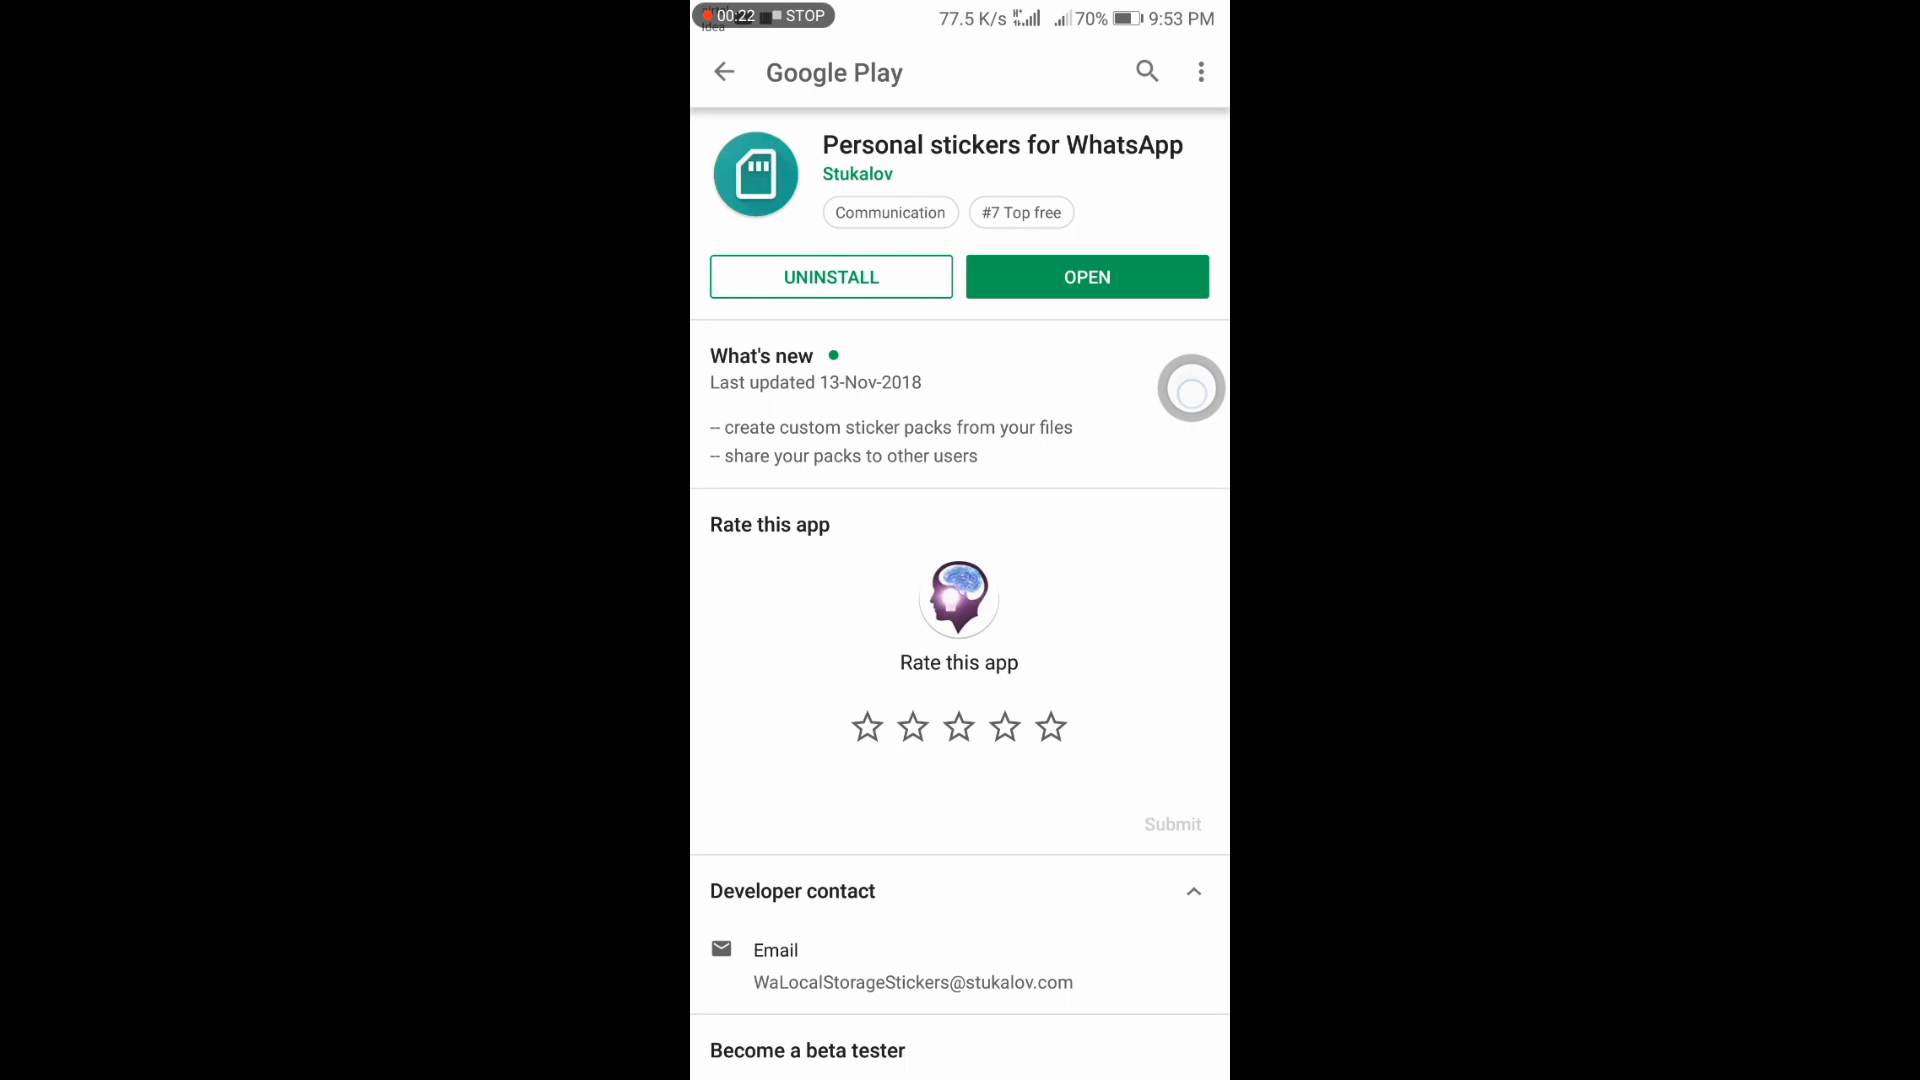 00:22 STOP 77.5 K/s H+ 70% 9:53 PM
Idea
Google Play
Personal stickers for WhatsApp
Stukalov
Communication #7 Top free
UNINSTALL OPEN
What's new
Last updated 13-Nov-2018
-- create custom sticker packs from your files
-- share your packs to other users
Rate this app
Rate this app
Submit
Developer contact
Email
WaLocalStorageStickers@stukalov.com
Become a beta tester